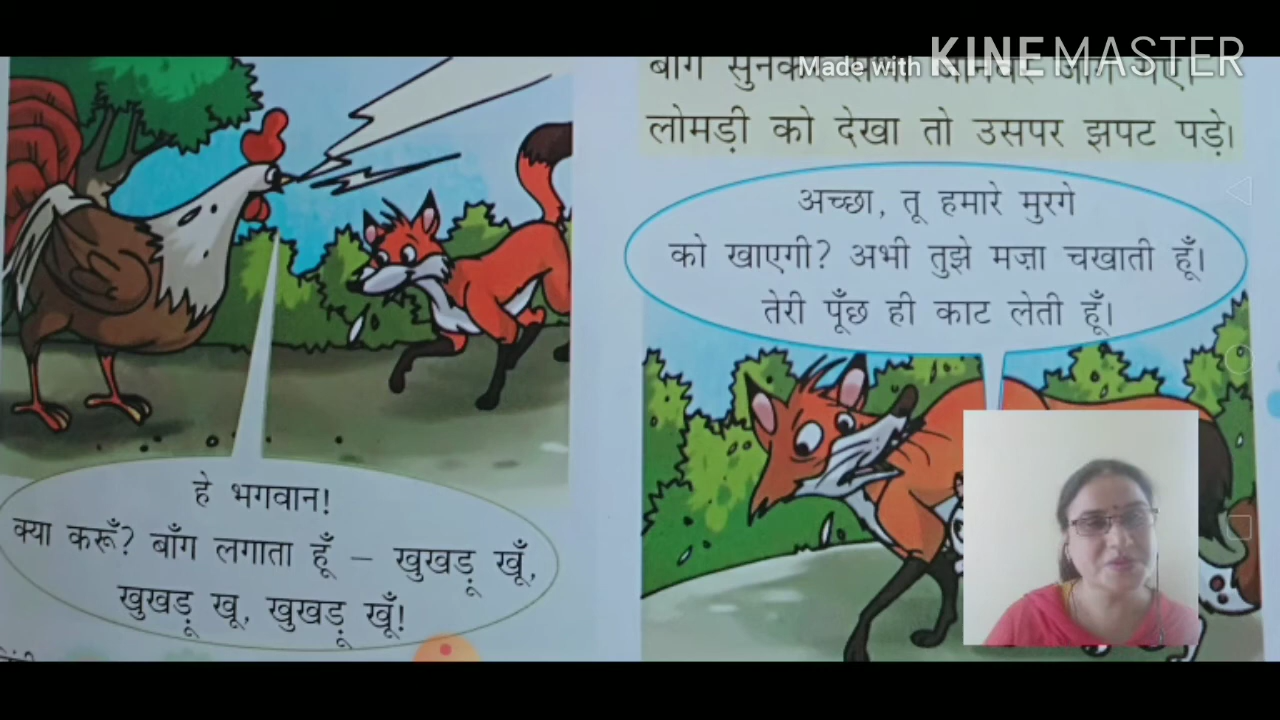 Made with KINEMASTER
बाँग सुनकर
लोमड़ी को देखा तो उसपर झपट पड़े।
अच्छा, तू हमारे मुरगे
को खाएगी? अभी तुझे मज़ा चखाती हूँ।
तेरी पूँछ ही काट लेती हूँ।
हे भगवान!
क्या करूँ? बाँग लगाता हूँ – खुखड़ू खूँ,
खुखड़ू खू, खुखड़ू खूँ!